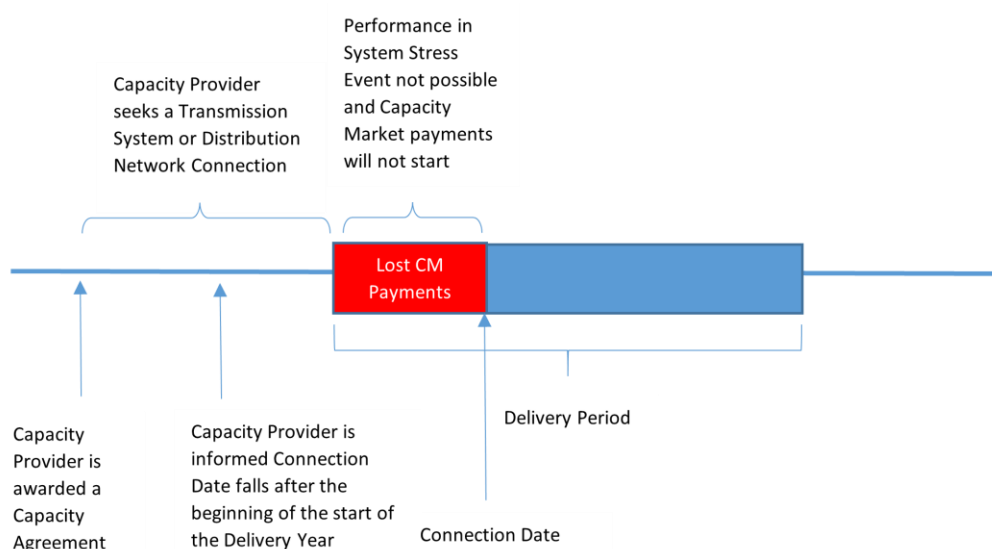 Performance in
System Stress
Event not possible
and Capacity
Market payments
will not start
Capacity Provider
seeks a Transmission
System or Distribution
Network Connection
Lost CM
Payments
Delivery Period
Capacity
Provider is
awarded a
Capacity
Agreement
Capacity Provider is
informed Connection
Date falls after the
beginning of the start of
the Delivery Year
Connection Date